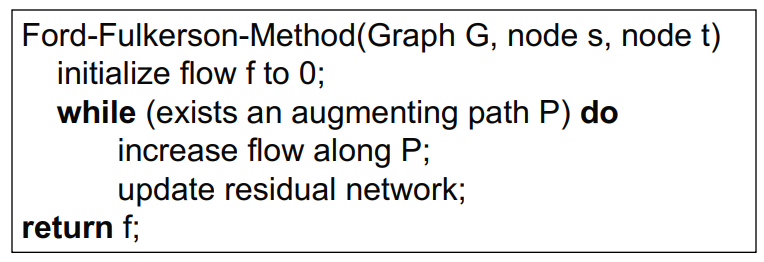 Ford-Fulkerson-Method(Graph G, node s, node t)
initialize flow f to 0;
while (exists an augmenting path P) do
increase flow along P;
update residual network;
return f;